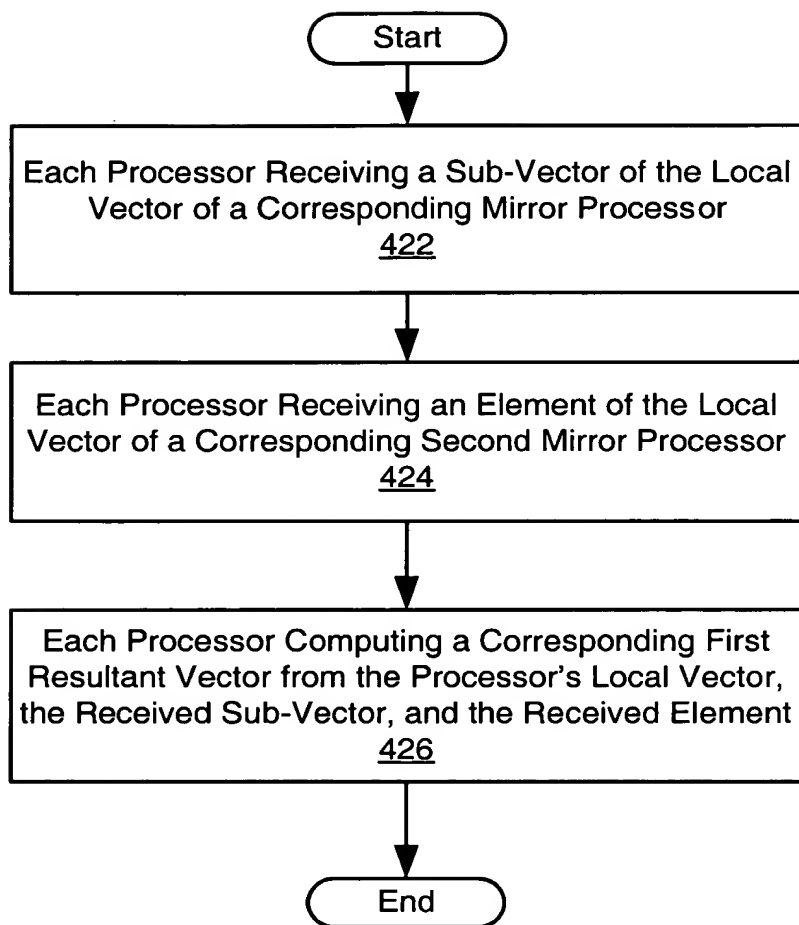 Start
Each Processor Receiving a Sub-Vector of the Local
Vector of a Corresponding Mirror Processor
422
Each Processor Receiving an Element of the Local
Vector of a Corresponding Second Mirror Processor
424
Each Processor Computing a Corresponding First
Resultant Vector from the Processor's Local Vector,
the Received Sub-Vector, and the Received Element
426
End